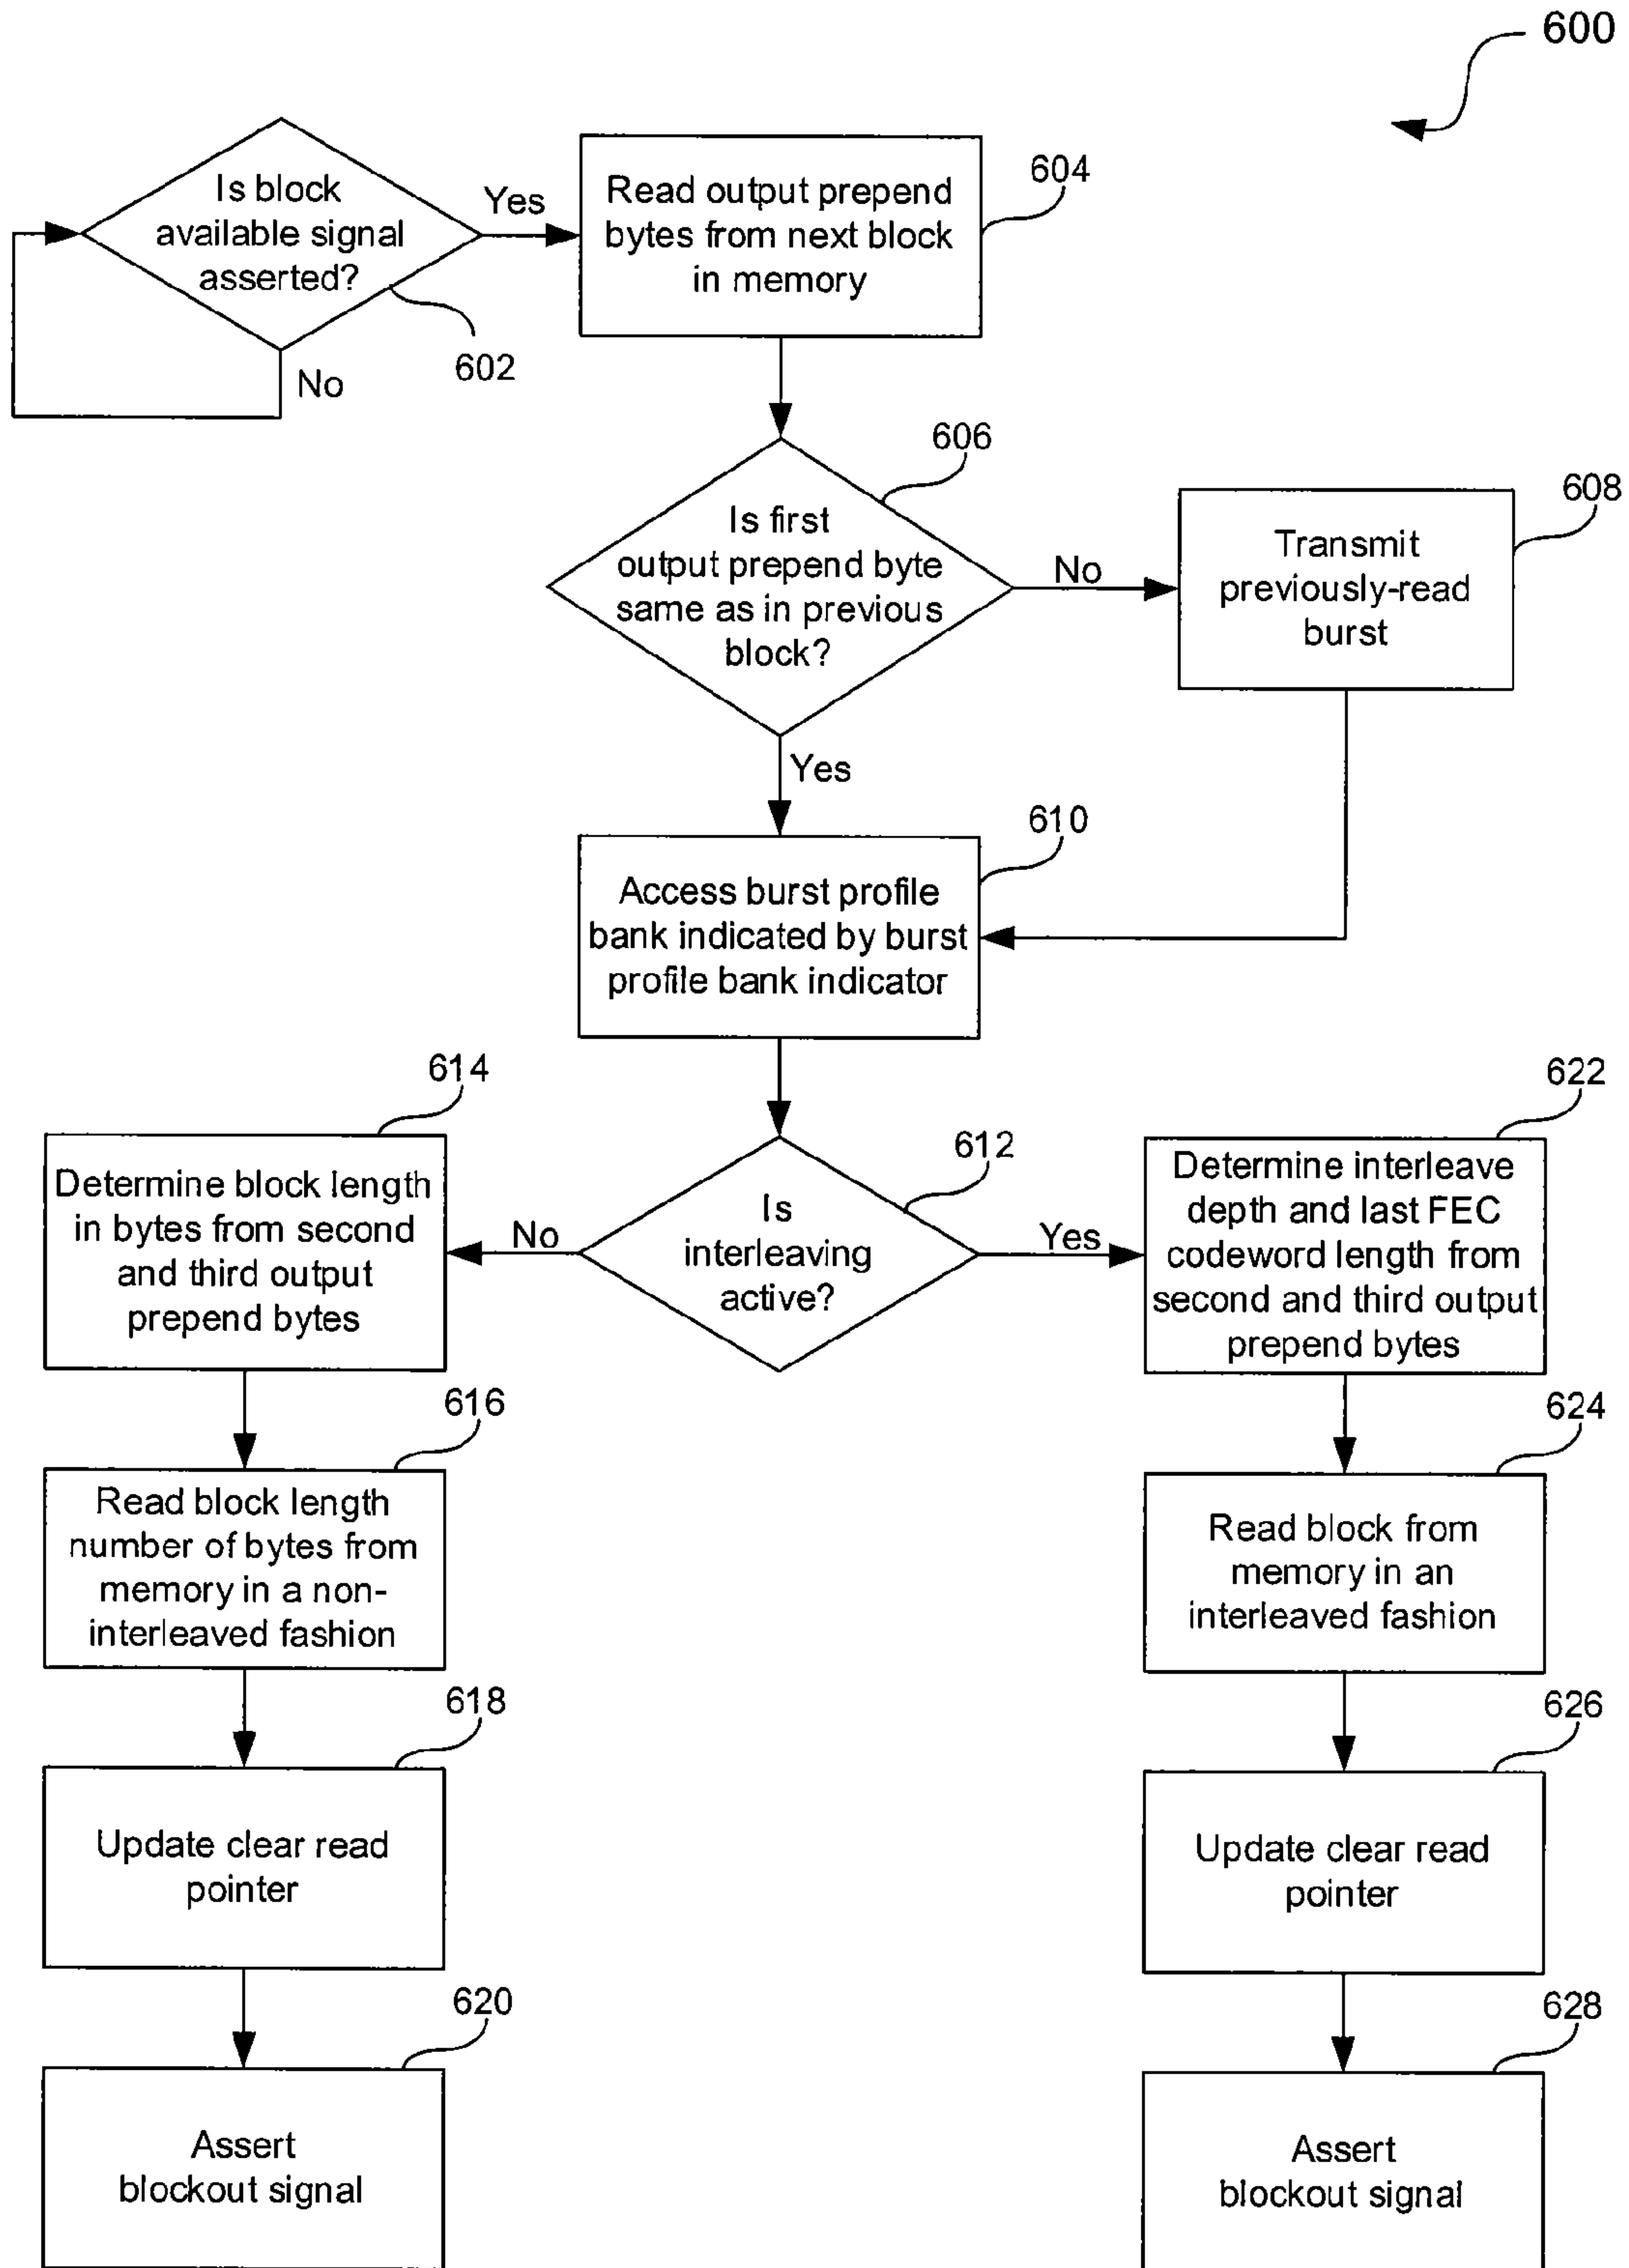 600
Is block
available signal
asserted?
Yes
No
602
Read output prepend
bytes from next block
in memory
604
606
Is first
output prepend byte
same as in previous
block?
No
Yes
608
Transmit
previously-read
burst
610
Access burst profile
bank indicated by burst
profile bank indicator
612
Is
interleaving
active?
No
Yes
614
Determine block length
in bytes from second
and third output
prepend bytes
616
Read block length
number of bytes from
memory in a non-
interleaved fashion
618
Update clear read
pointer
620
Assert
blockout signal
622
Determine interleave
depth and last FEC
codeword length from
second and third output
prepend bytes
624
Read block from
memory in an
interleaved fashion
626
Update clear read
pointer
628
Assert
blockout signal